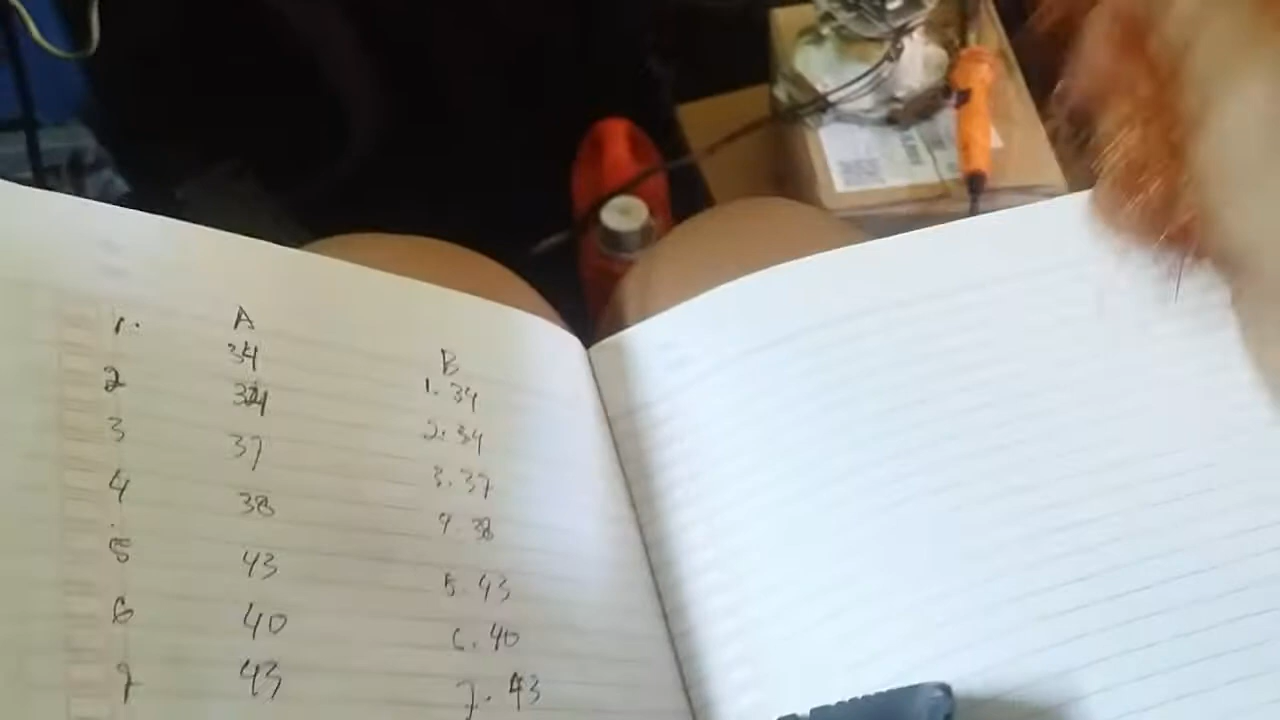 1. A
34
B
2 34 1. 34
3 37 2. 34
4 38 3. 37
4. 38
5 43 5. 43
6 40 6. 40
7 43 7. 43